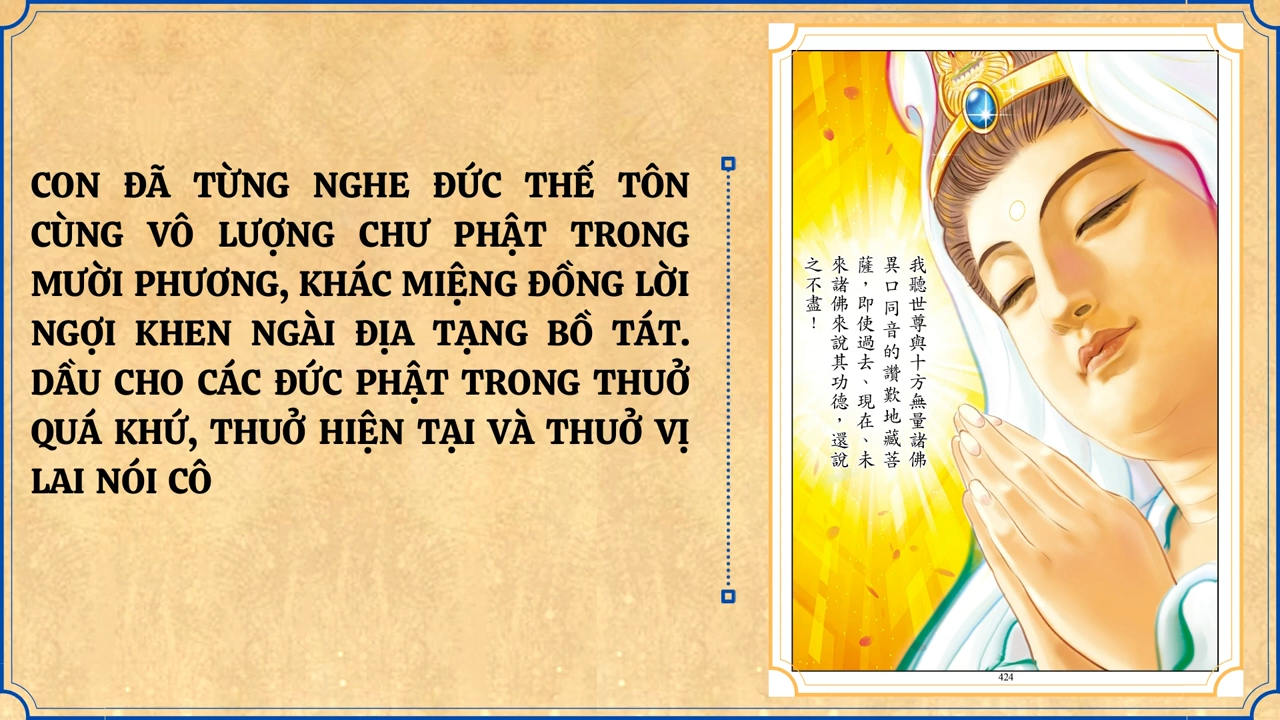 CON ĐÃ TỪNG NGHE ĐỨC THẾ TÔN
CÙNG VÔ LƯỢNG CHƯ PHẬT TRONG
MƯỜI PHƯƠNG, KHÁC MIỆNG ĐỒNG LỜI
NGỢI KHEN NGÀI ĐỊA TẠNG BỒ TÁT.
DẦU CHO CÁC ĐỨC PHẬT TRONG THUỞ
QUÁ KHỨ, THUỞ HIỆN TẠI VÀ THUỞ VỊ
LAI NÓI CÔ
我聽世尊與十方無量諸佛
異口同音的讚歎地藏菩
薩，即使過去、現在、未
來諸佛來說其功德，還說
之不盡！
424